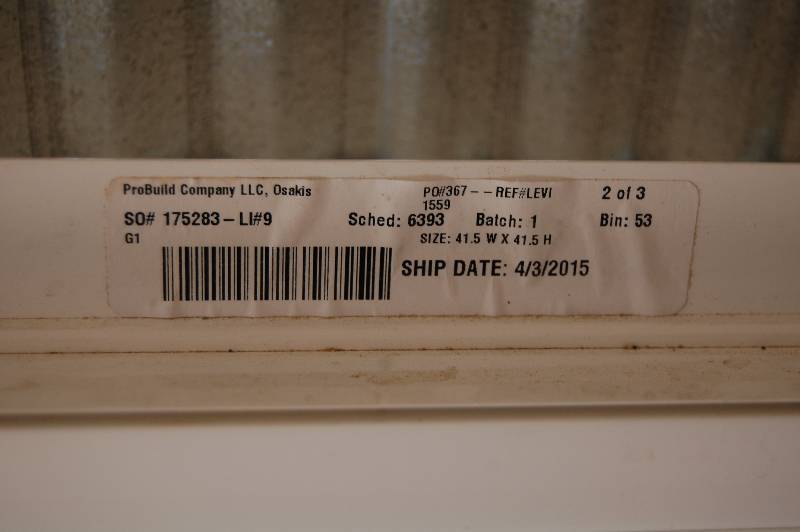 ProBuild Company LLC, Osakis PO#367--REF#LEVI 2 of 3
1559
SO# 175283-LI#9 Sched: 6393 Batch: 1 Bin: 53
G1 SIZE: 41.5 W X 41.5 H
SHIP DATE: 4/3/2015